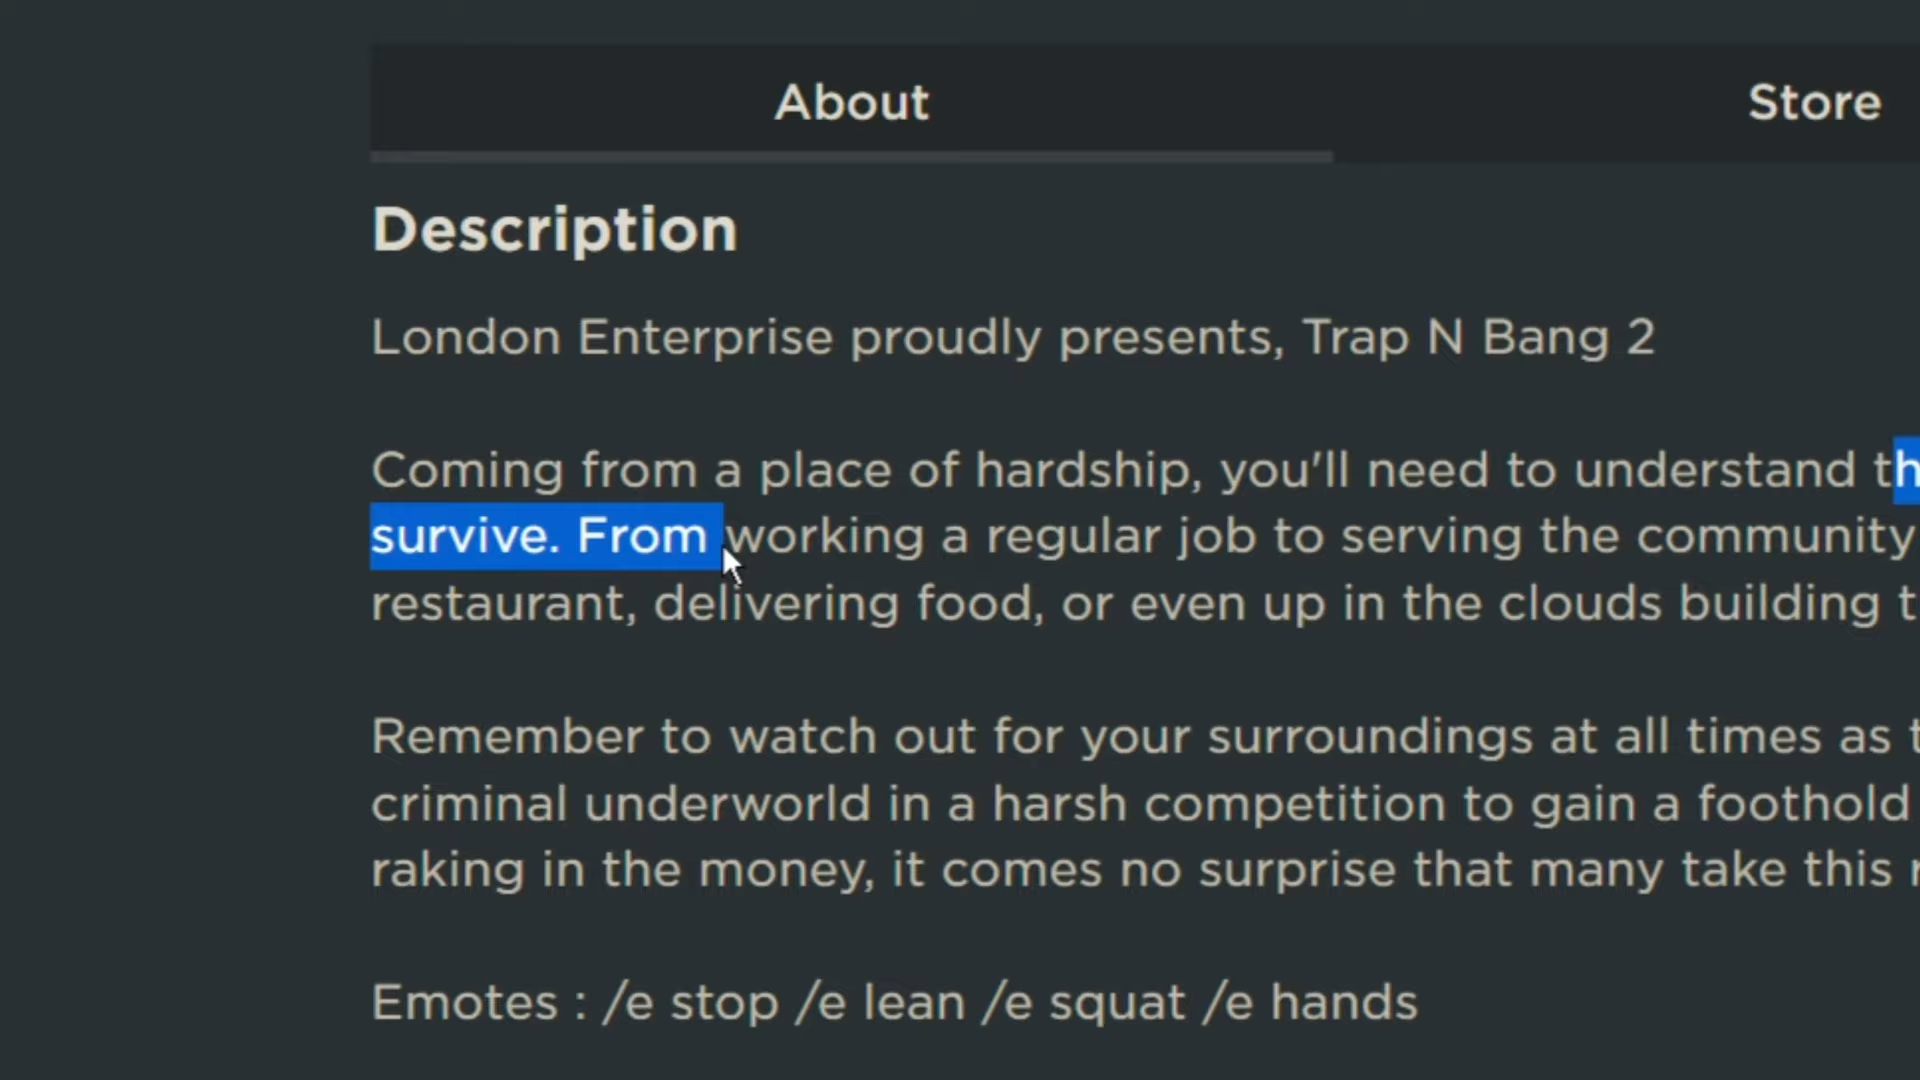 About
Store
Description
London Enterprise proudly presents, Trap N Bang 2
Coming from a place of hardship, you'll need to understand
survive. From working a regular job to serving the community
restaurant, delivering food, or even up in the clouds building
Remember to watch out for your surroundings at all times as
criminal underworld in a harsh competition to gain a foothold
raking in the money, it comes no surprise that many take this
Emotes : /e stop /e lean /e squat /e hands